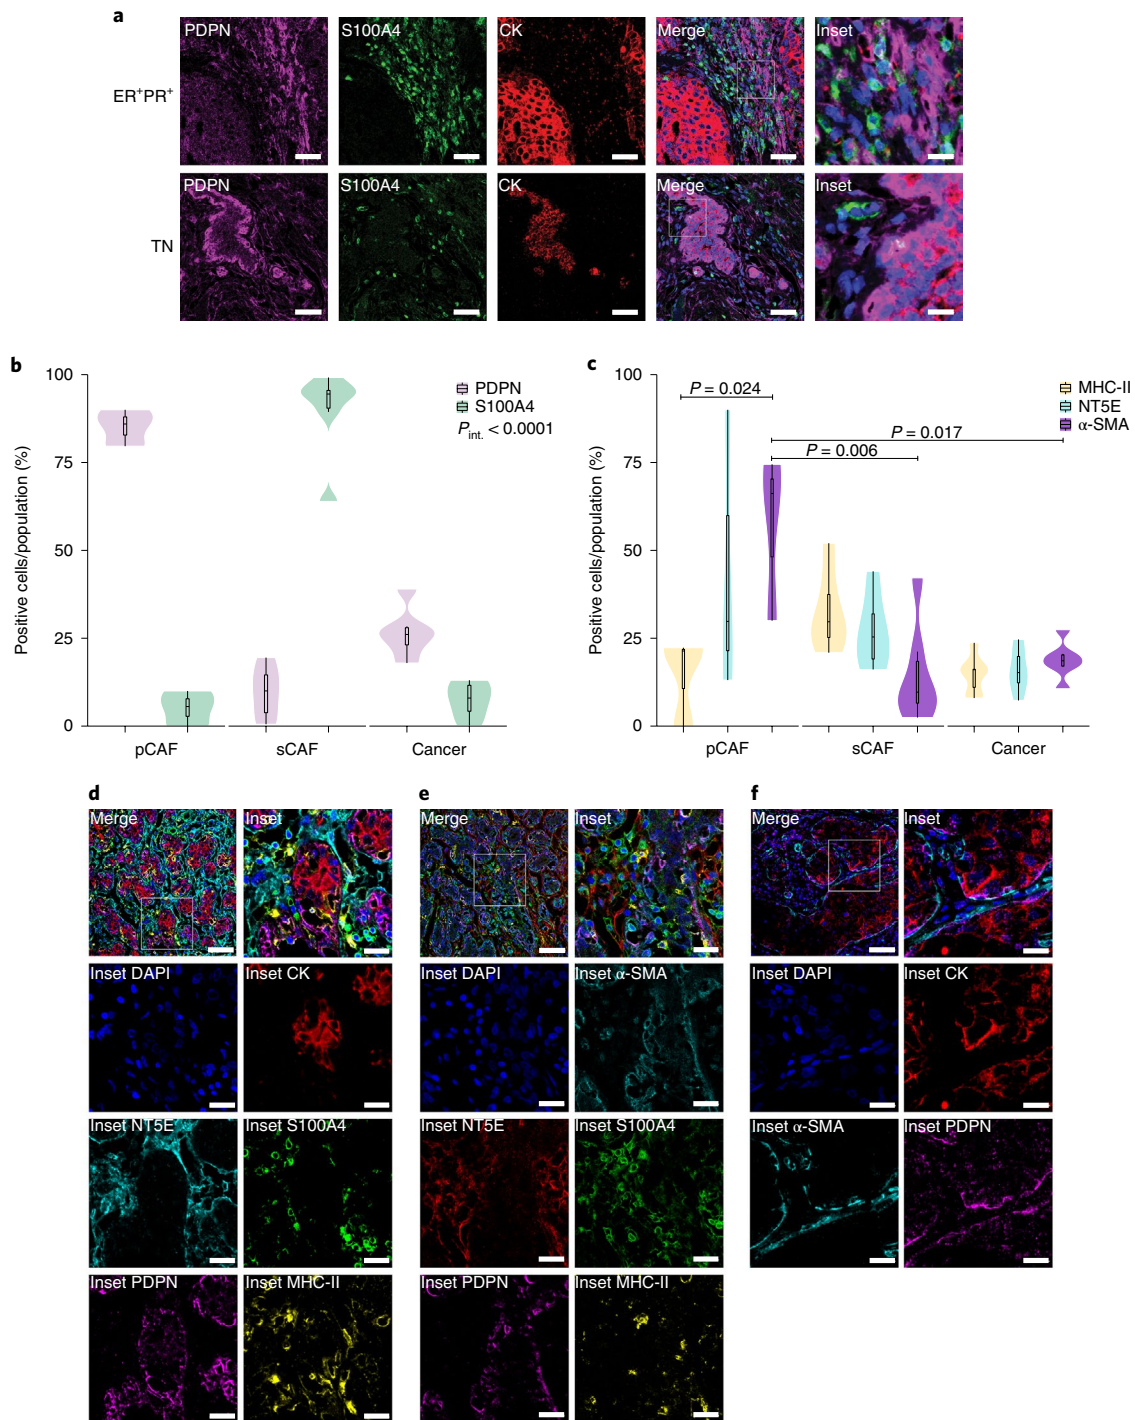 a
PDPN
S100A4
CK
Merge
Inset
ER⁺PR⁺
PDPN
S100A4
CK
Merge
Inset
TN
b
100
75
50
25
0
Positive cells/population (%)
PDPN
S100A4
P int. < 0.0001
pCAF
sCAF
Cancer
c
100
75
50
25
0
Positive cells/population (%)
MHC-II
NT5E
α-SMA
P = 0.024
P = 0.017
P = 0.006
pCAF
sCAF
Cancer
d
Merge
Inset
Inset DAPI
Inset CK
Inset NT5E
Inset S100A4
Inset PDPN
Inset MHC-II
e
Merge
Inset
Inset DAPI
Inset α-SMA
Inset NT5E
Inset S100A4
Inset PDPN
Inset MHC-II
f
Merge
Inset
Inset DAPI
Inset CK
Inset α-SMA
Inset PDPN